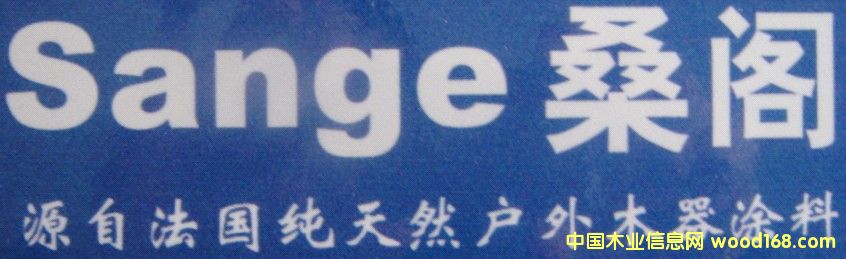 Sange 桑阁
源自法国纯天然户外木器涂料
中国木业信息网 wood168.com